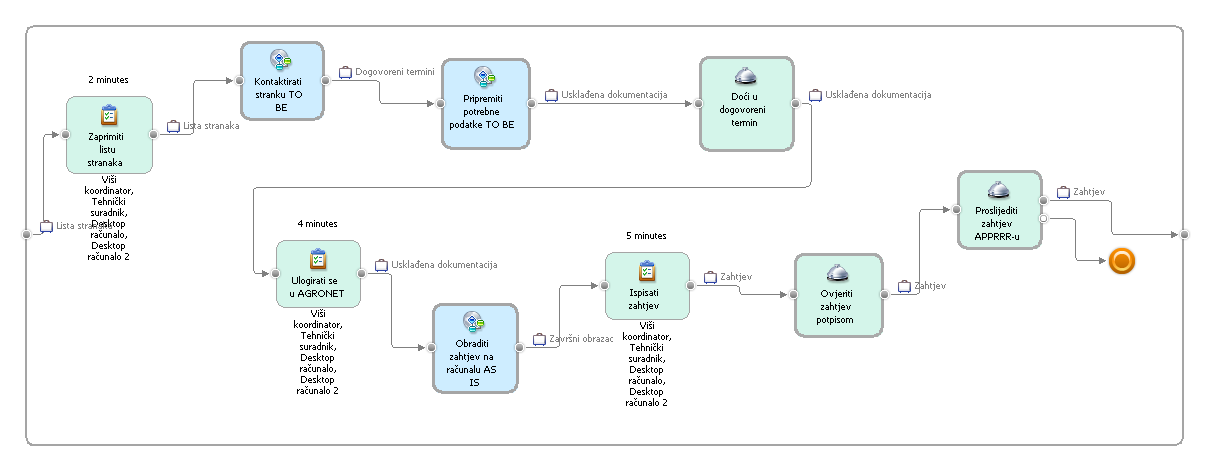 2 minutes
Zaprimiti
listu
stranaka
Viši
koordinator,
Tehnički
suradnik,
Desktop
računalo,
Desktop
računalo 2
Lista stranaka
Lista stranaka
Kontaktirati
stranku TO
BE
Dogovoreni termini
Pripremiti
potrebne
podatke TO BE
Usklađena dokumentacija
Doći u
dogovoreni
termin
Usklađena dokumentacija
4 minutes
Ulogirati se
u AGRONET
Viši
koordinator,
Tehnički
suradnik,
Desktop
računalo,
Desktop
računalo 2
Usklađena dokumentacija
Obraditi
zahtjev na
računalu AS
IS
Završni obrazac
5 minutes
Ispisati
zahtjev
Viši
koordinator,
Tehnički
suradnik,
Desktop
računalo,
Desktop
računalo 2
Zahtjev
Ovjeriti
zahtjev
potpisom
Zahtjev
Proslijediti
zahtjev
APPRRR-u
Zahtjev